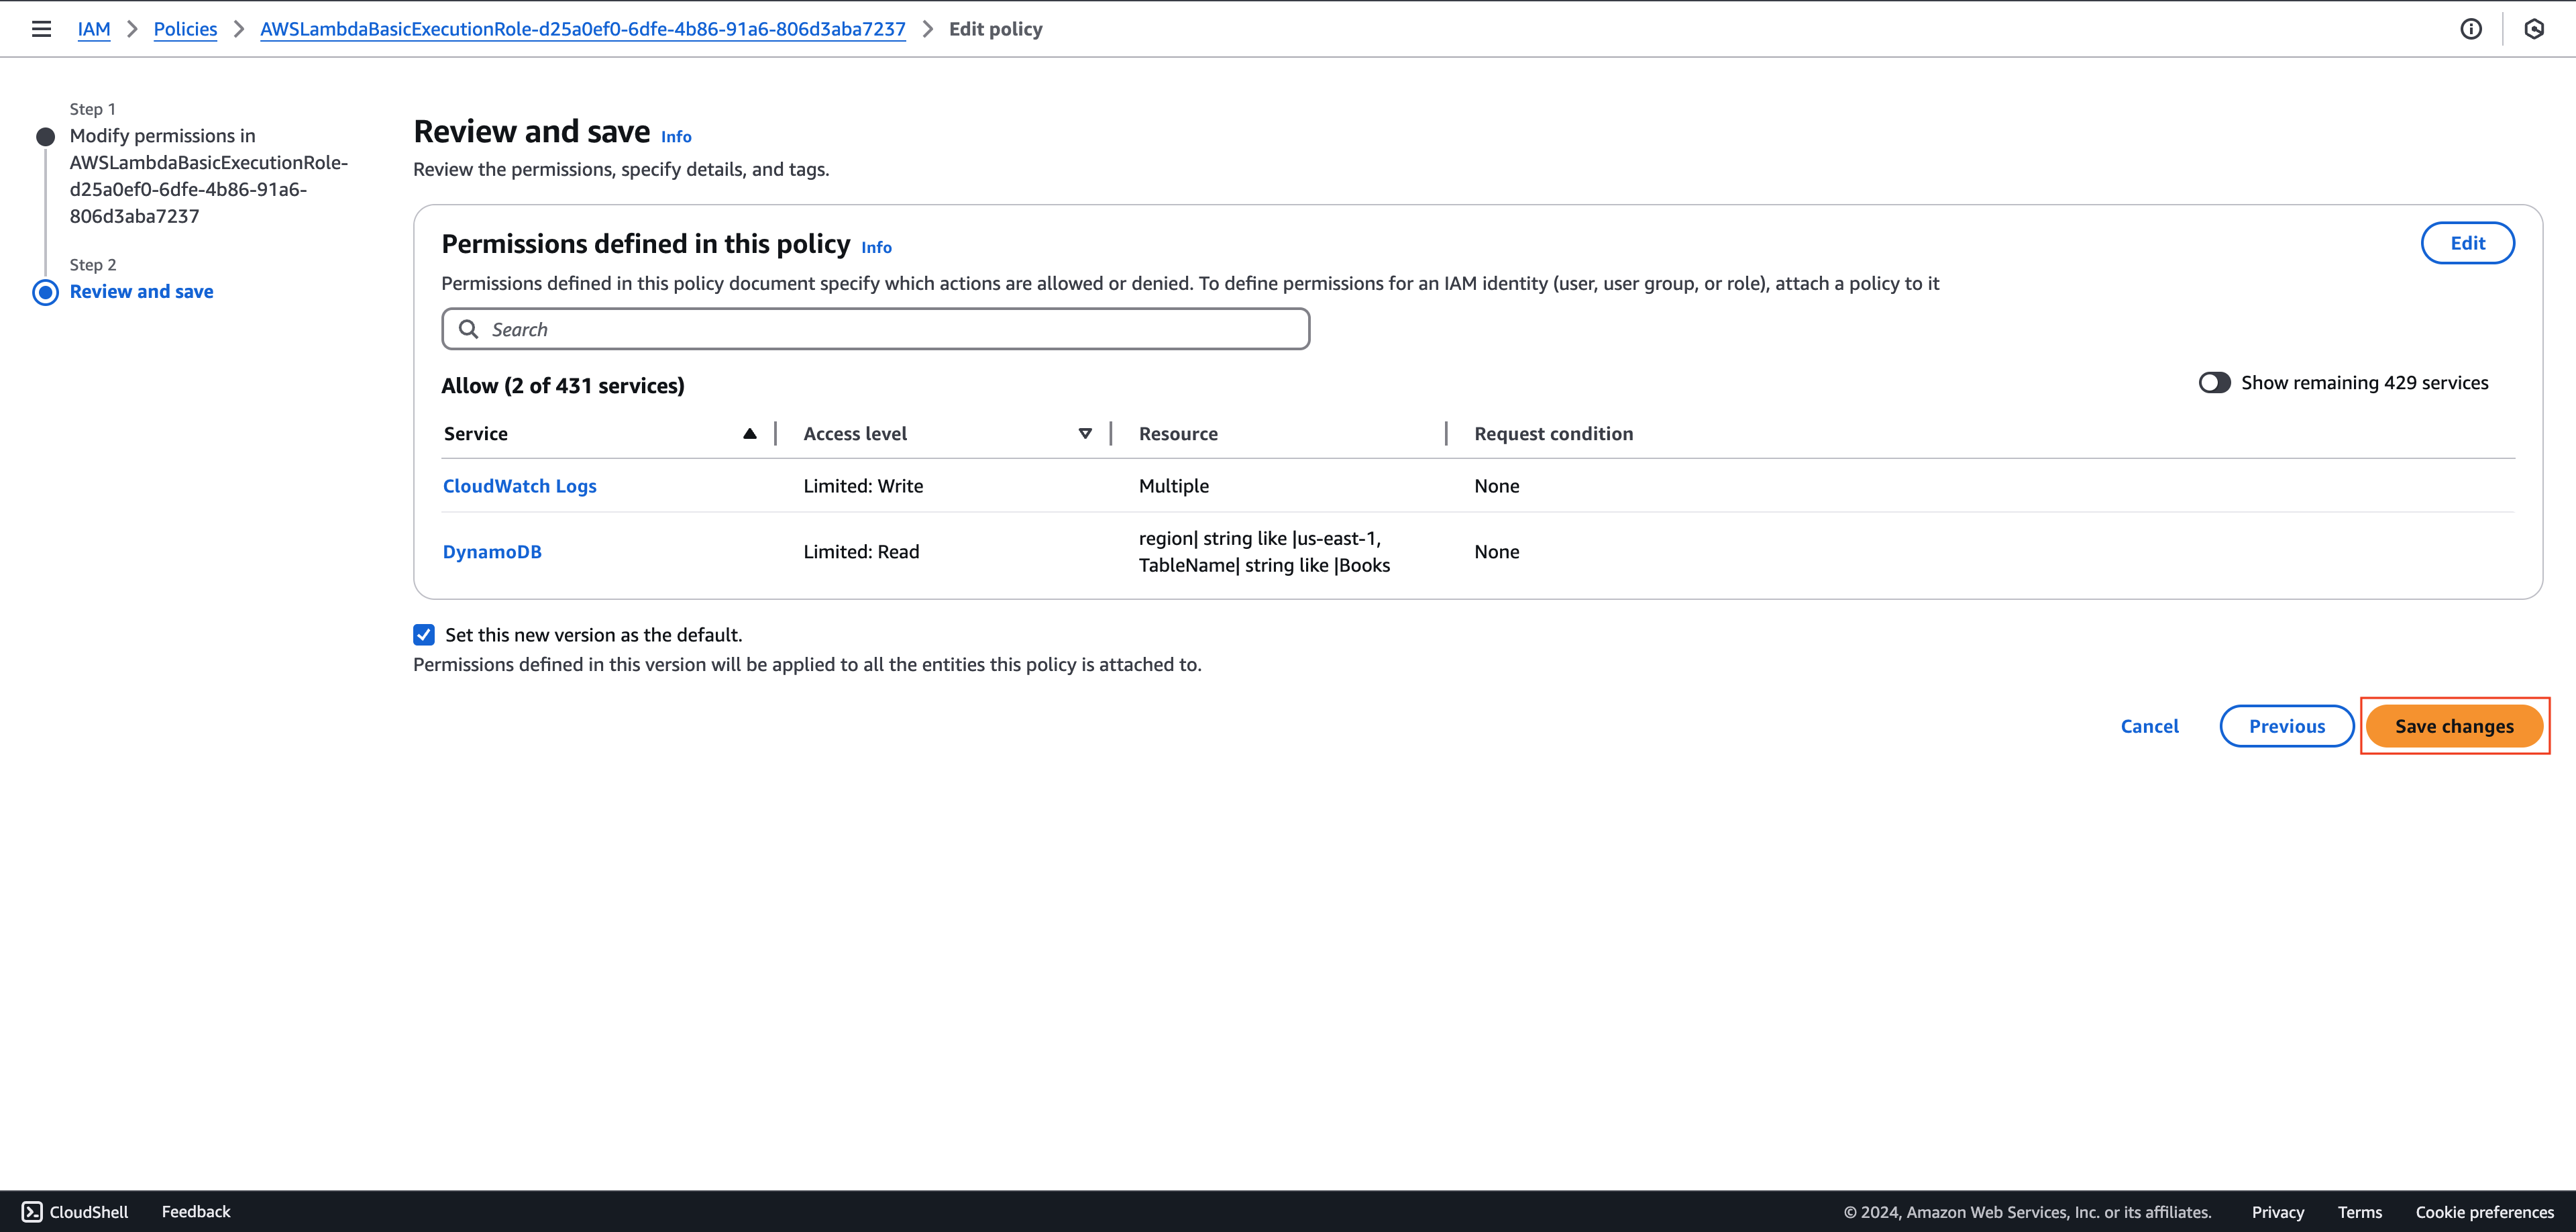 IAM > Policies > AWSLambdaBasicExecutionRole-d25a0ef0-6dfe-4b86-91a6-806d3aba7237 > Edit policy
Step 1
Modify permissions in
AWSLambdaBasicExecutionRole-
d25a0ef0-6dfe-4b86-91a6-
806d3aba7237
Step 2
Review and save
Review and save Info
Review the permissions, specify details, and tags.
Permissions defined in this policy Info
Edit
Permissions defined in this policy document specify which actions are allowed or denied. To define permissions for an IAM identity (user, user group, or role), attach a policy to it
Search
Allow (2 of 431 services)
Show remaining 429 services
Service Access level Resource Request condition
CloudWatch Logs Limited: Write Multiple None
DynamoDB Limited: Read region| string like |us-east-1, None
TableName| string like |Books
Set this new version as the default.
Permissions defined in this version will be applied to all the entities this policy is attached to.
Cancel Previous Save changes
CloudShell Feedback © 2024, Amazon Web Services, Inc. or its affiliates. Privacy Terms Cookie preferences